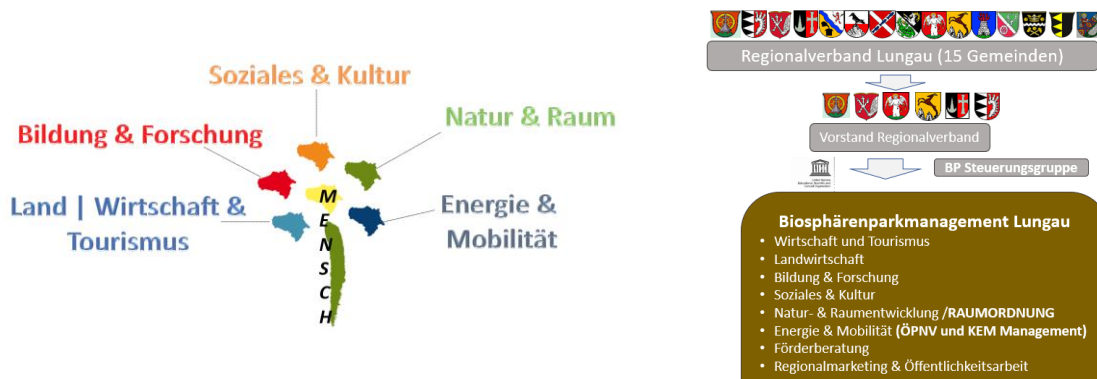 Soziales & Kultur
Natur & Raum
Bildung & Forschung
Land | Wirtschaft &
Tourismus
MENSCH
Energie &
Mobilität
Regionalverband Lungau (15 Gemeinden)
Vorstand Regionalverband
BP Steuerungsgruppe
Biosphärenparkmanagement Lungau
• Wirtschaft und Tourismus
• Landwirtschaft
• Bildung & Forschung
• Soziales & Kultur
• Natur- & Raumentwicklung /RAUMORDNUNG
• Energie & Mobilität (ÖPNV und KEM Management)
• Förderberatung
• Regionalmarketing & Öffentlichkeitsarbeit